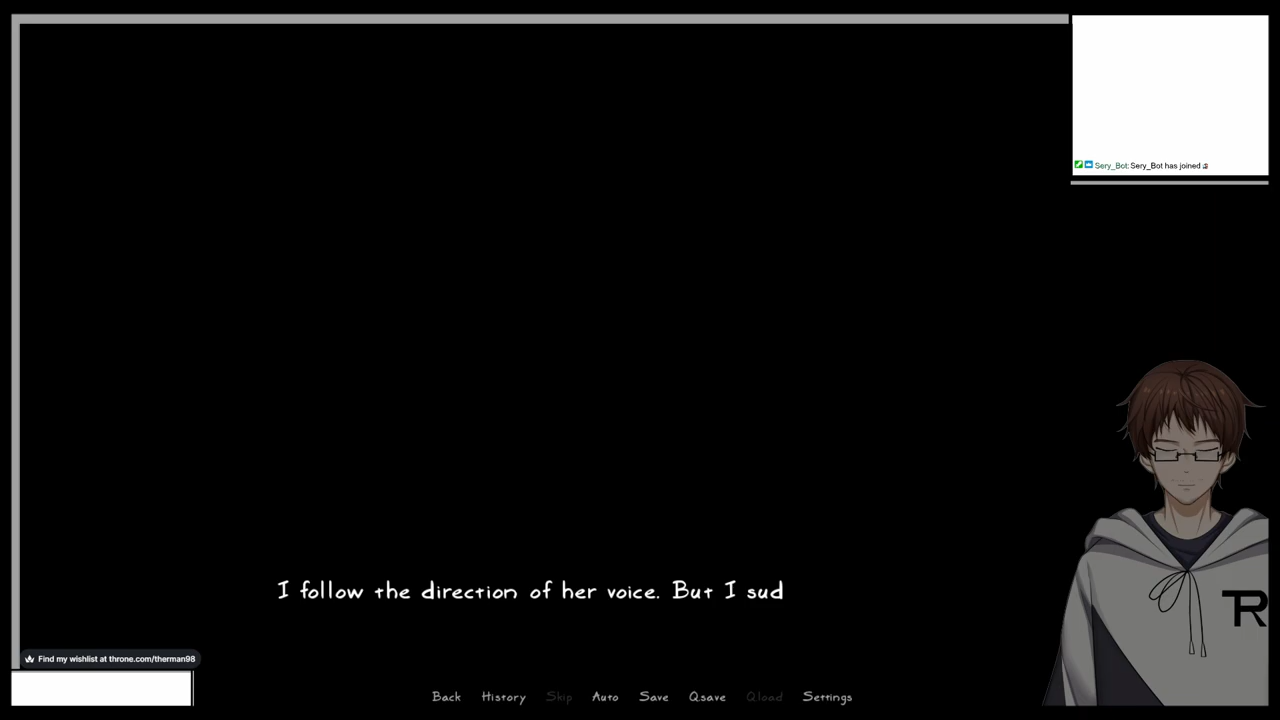 Sery_Bot: Sery_Bot has joined
I follow the direction of her voice. But I sud
TR
Find my wishlist at throne.com/therman98
Back History Skip Auto Save Qsave Qload Settings